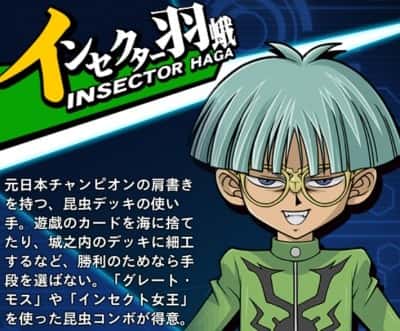 インセクター羽蛾
INSECTOR HAGA
元日本チャンピオンの肩書き
を持つ、昆虫デッキの使い
手。遊戯のカードを海に捨て
たり、城之内のデッキに細工
するなど、勝利のためなら手
段を選ばない。「グレート・
モス」や「インセクト女王」
を使った昆虫コンボが得意。